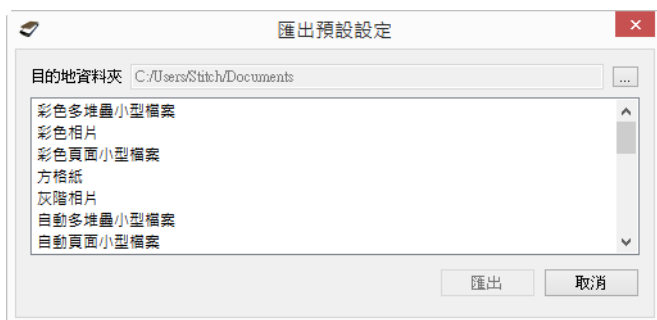 匯出預設設定
目的地資料夾 C:/Users/Stitch/Documents ...
彩色多堆疊小型檔案
彩色相片
彩色頁面小型檔案
方格紙
灰階相片
自動多堆疊小型檔案
自動頁面小型檔案
匯出 取消